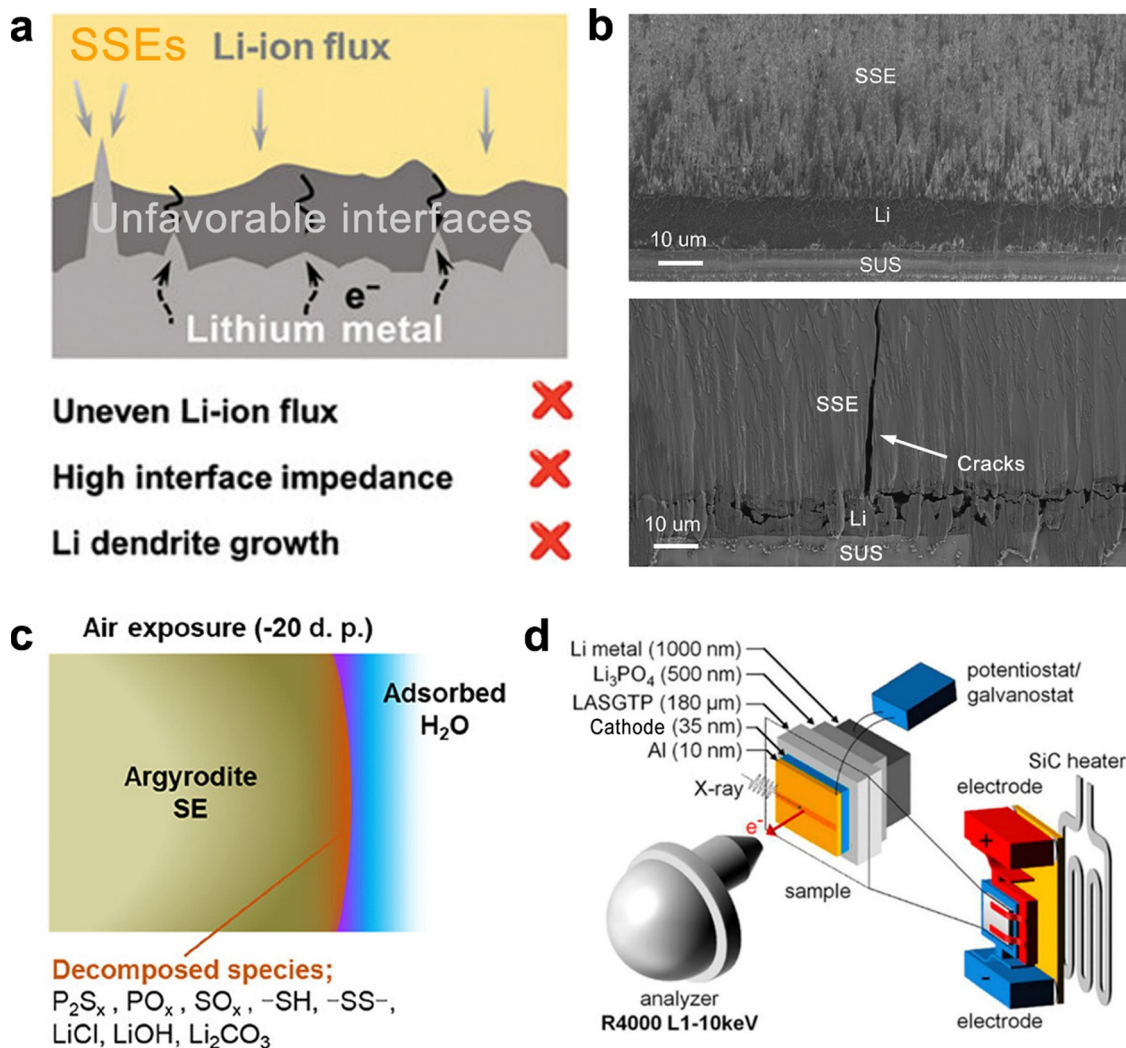 a
SSEs Li-ion flux
Unfavorable interfaces
e⁻
Lithium metal
Uneven Li-ion flux
High interface impedance
Li dendrite growth
b
SSE
Li
10 um
SUS
SSE
Cracks
Li
10 um
SUS
c
Air exposure (-20 d. p.)
Adsorbed
H₂O
Argyrodite
SE
Decomposed species;
P₂Sₓ, POₓ, SOₓ, –SH, –SS–,
LiCl, LiOH, Li₂CO₃
d
Li metal (1000 nm)
Li₃PO₄ (500 nm)
LASGTP (180 µm)
Cathode (35 nm)
Al (10 nm)
X-ray
e⁻
potentiostat/
galvanostat
SiC heater
electrode
+
sample
-
analyzer
R4000 L1-10keV
electrode